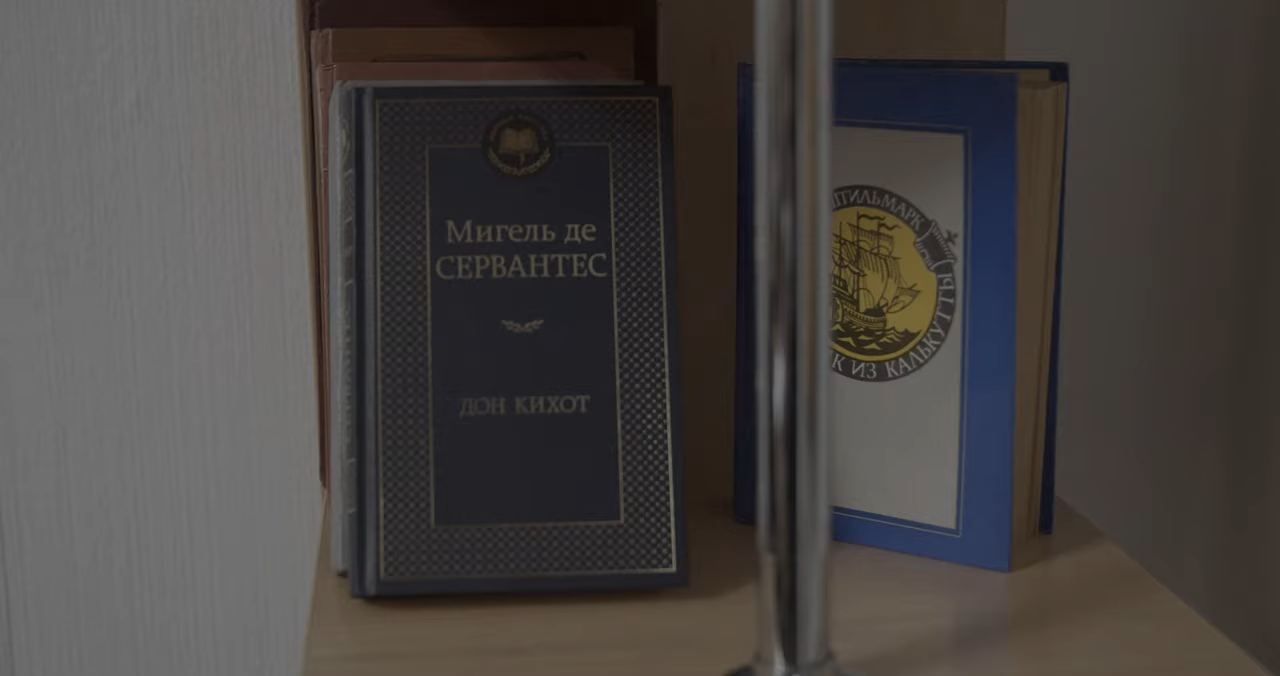 Мигель де
СЕРВАНТЕС
ДОН КИХОТ
ШТИЛЬМАРК
ИЗ КАЛЬКУТТЫ